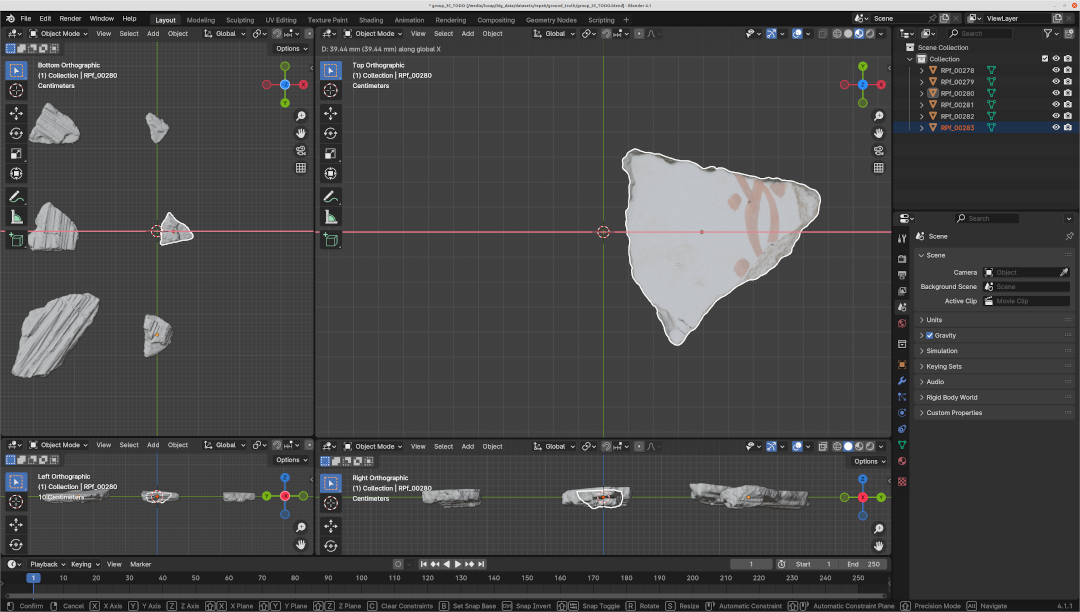 * group_35_TODO [/media/lucap/big_data/datasets/repair/ground_truth/group_35_TODO.blend] - Blender 4.1
File Edit Render Window Help Layout Modeling Sculpting UV Editing Texture Paint Shading Animation Rendering Compositing Geometry Nodes Scripting + Scene ViewLayer
Object Mode View Select Add Object Global
Object Mode View Select Add Object Global
Search
Options
D: 39.44 mm (39.44 mm) along global X
Scene Collection
Collection
RPf_00278
RPf_00279
RPf_00280
RPf_00281
RPf_00282
RPf_00283
Bottom Orthographic
(1) Collection | RPf_00280
Centimeters
Top Orthographic
(1) Collection | RPf_00280
Centimeters
Search
Scene
Scene
Camera Object
Background Scene Scene
Active Clip Movie Clip
Units
Gravity
Simulation
Keying Sets
Audio
Rigid Body World
Custom Properties
Object Mode View Select Add Object Global
Options
Left Orthographic
(1) Collection | RPf_00280
10 Centimeters
Object Mode View Select Add Object Global
Options
Right Orthographic
(1) Collection | RPf_00280
Centimeters
Playback Keying View Marker 1 Start 1 End 250
1 10 20 30 40 50 60 70 80 90 100 110 120 130 140 150 160 170 180 190 200 210 220 230 240 250
Confirm Cancel X X Axis Y Y Axis Z Z Axis X X Plane Y Y Plane Z Z Plane C Clear Constraints B Set Snap Base Snap Invert Snap Toggle R Rotate S Resize Automatic Constraint Automatic Constraint Plane Precision Mode Alt Navigate 4.1.1